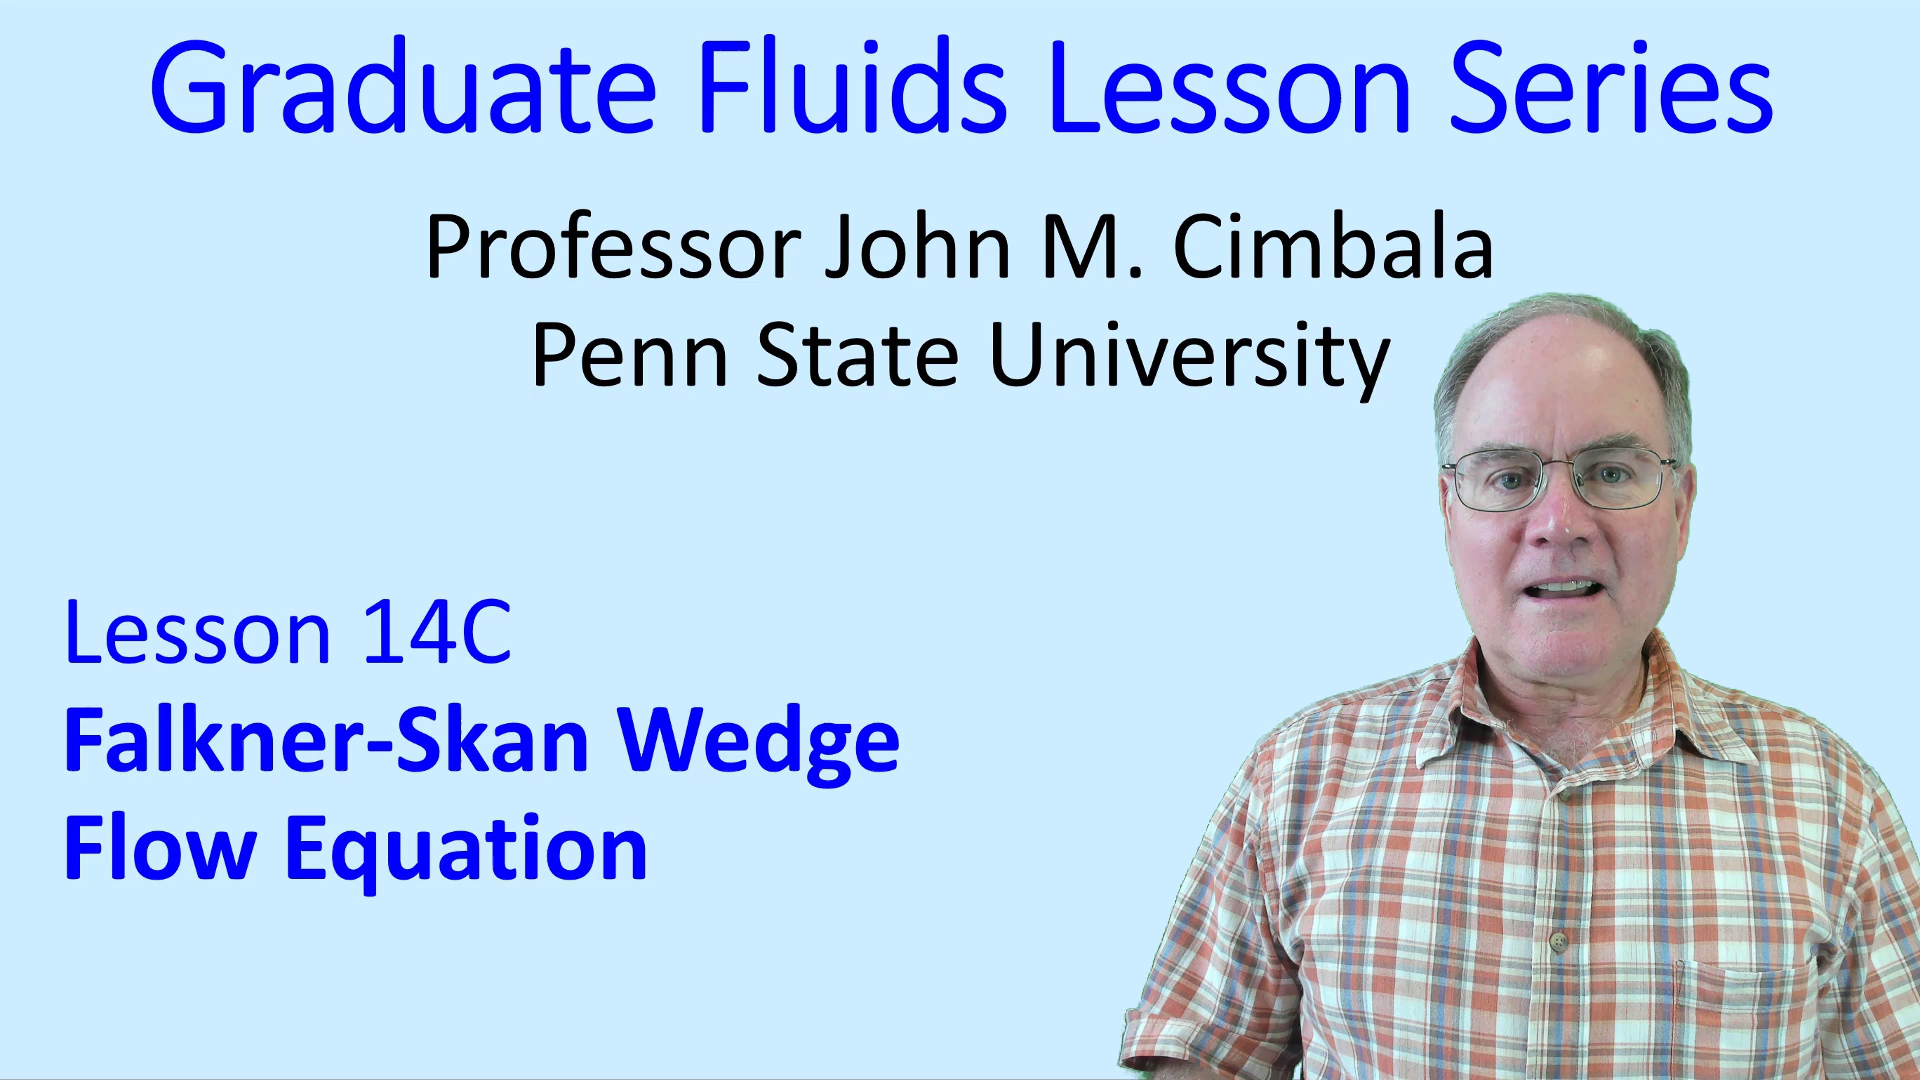 Graduate Fluids Lesson Series
Professor John M. Cimbala
Penn State University
Lesson 14C
Falkner-Skan Wedge
Flow Equation